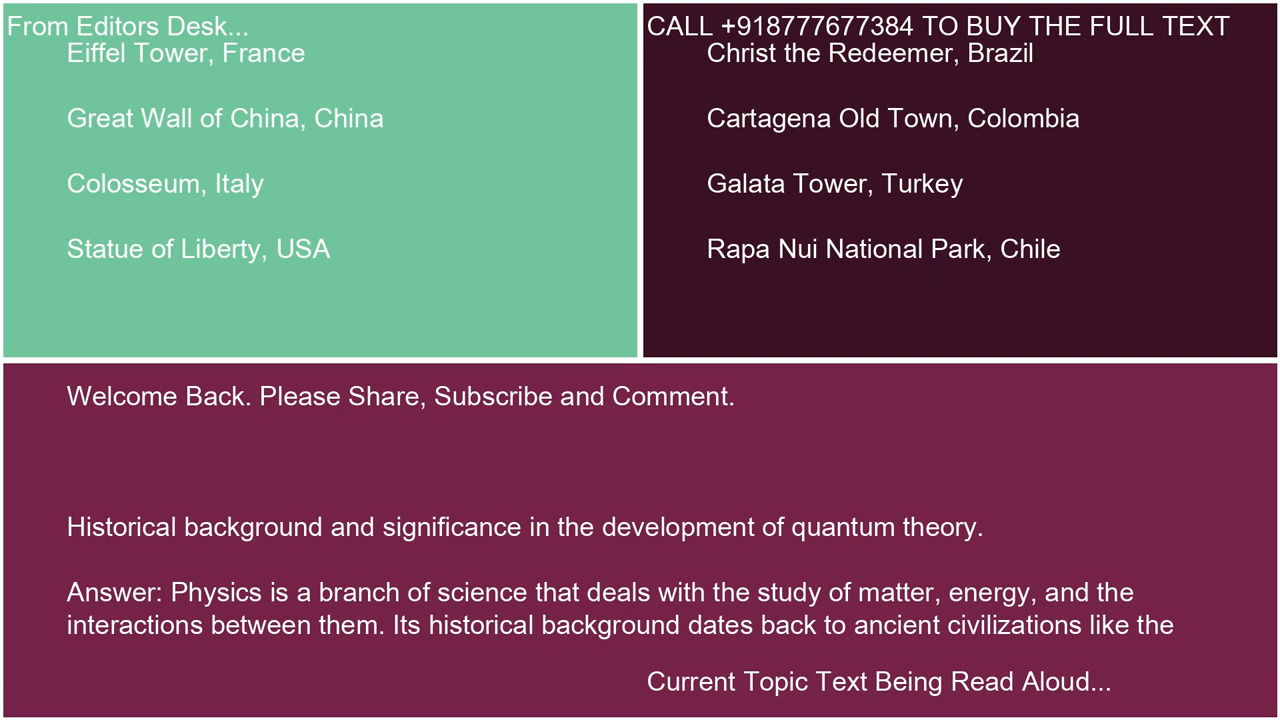 From Editors Desk...
Eiffel Tower, France
Great Wall of China, China
Colosseum, Italy
Statue of Liberty, USA
CALL +918777677384 TO BUY THE FULL TEXT
Christ the Redeemer, Brazil
Cartagena Old Town, Colombia
Galata Tower, Turkey
Rapa Nui National Park, Chile
Welcome Back. Please Share, Subscribe and Comment.
Historical background and significance in the development of quantum theory.
Answer: Physics is a branch of science that deals with the study of matter, energy, and the
interactions between them. Its historical background dates back to ancient civilizations like the
Current Topic Text Being Read Aloud...